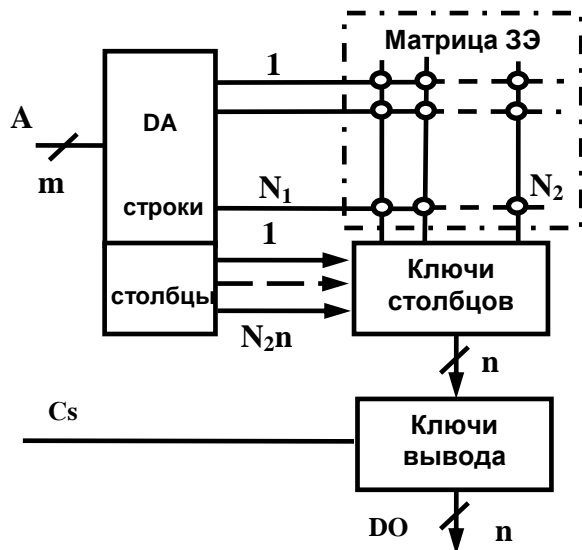 Матрица ЗЭ
1
A
DA
m
строки
N₁
N₂
1
столбцы
Ключи
столбцов
N₂n
n
Cs
Ключи
вывода
DO
n